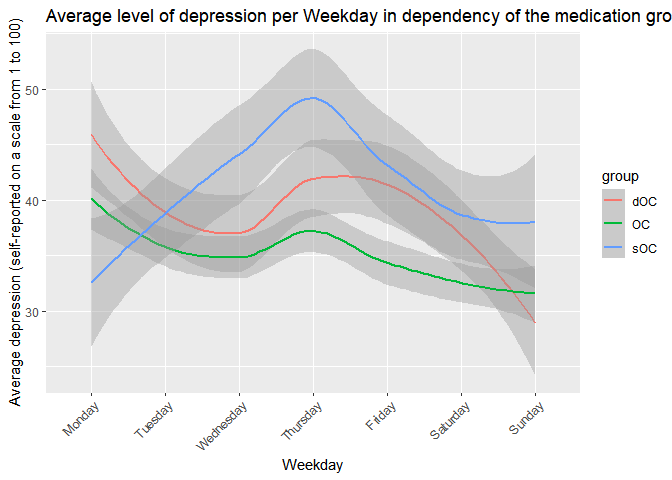 Average level of depression per Weekday in dependency of the medication gro
Average depression (self-reported on a scale from 1 to 100)
50
40
30
Monday
Tuesday
Wednesday
Thursday
Friday
Saturday
Sunday
Weekday
group
dOC
OC
sOC